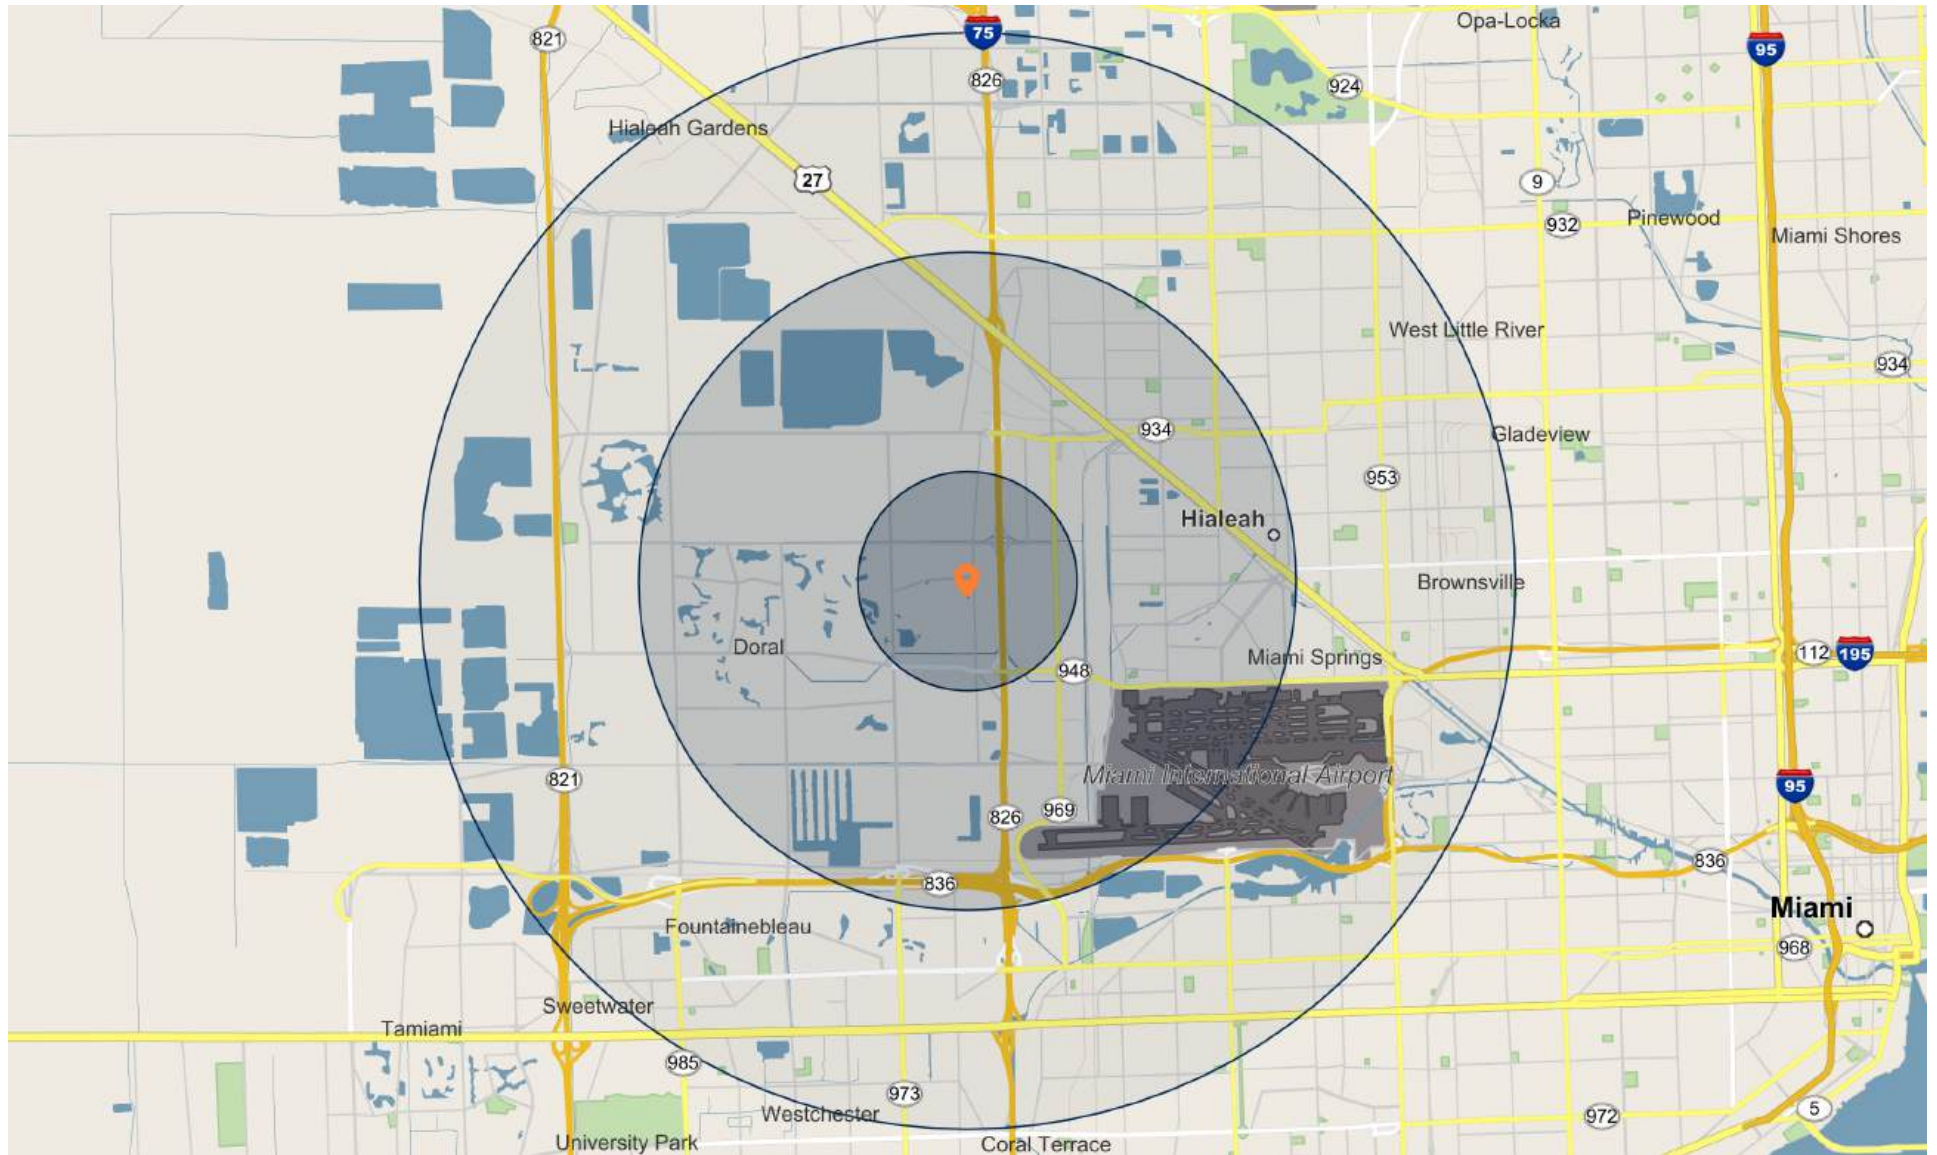 Opa-Locka
75
821
95
826
924
Hialeah Gardens
27
9
Pinewood
932
Miami Shores
West Little River
934
934
Gladeview
953
Hialeah
Brownsville
Doral
Miami Springs
112
195
948
Miami International Airport
821
95
969
826
836
836
Miami
Fountainebleau
968
Sweetwater
Tamiami
985
973
5
Westchester
972
University Park
Coral Terrace